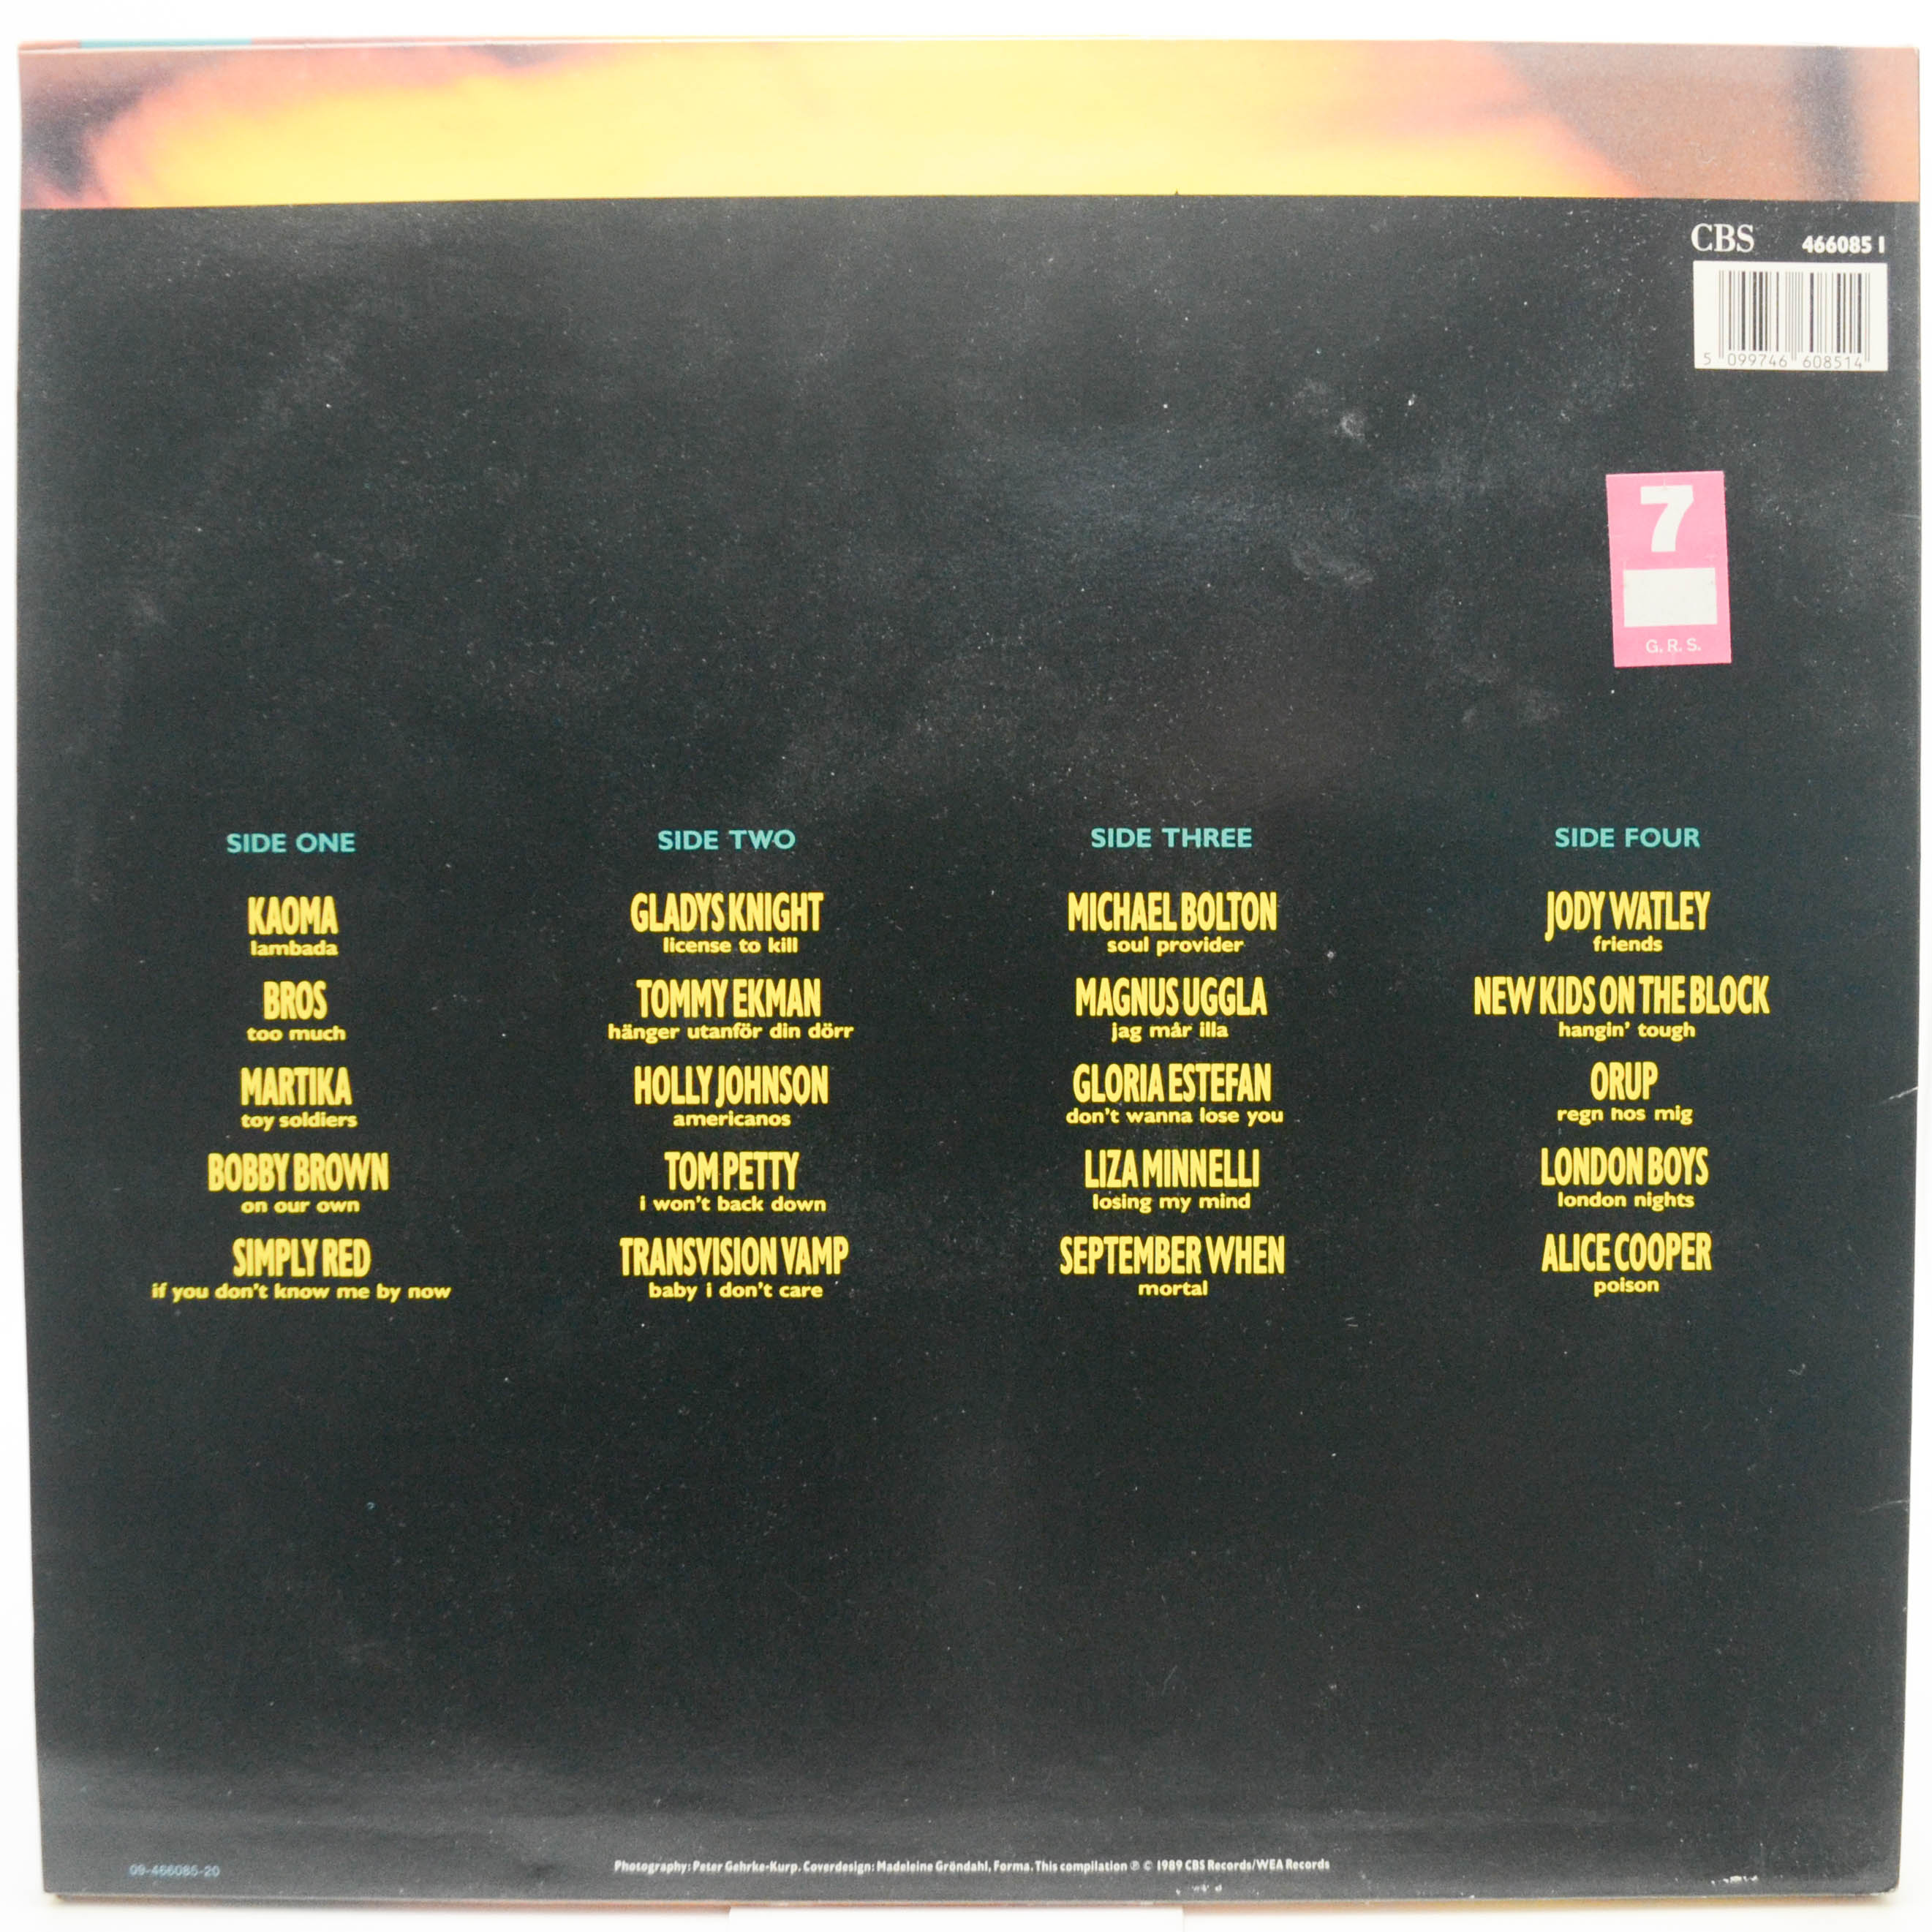 CBS 466085 1
5 099746 608514
7
G. R. S.
SIDE ONE
KAOMA
lambada
BROS
too much
MARTIKA
toy soldiers
BOBBY BROWN
on our own
SIMPLY RED
if you don't know me by now
SIDE TWO
GLADYS KNIGHT
license to kill
TOMMY EKMAN
hänger utanför din dörr
HOLLY JOHNSON
americanos
TOM PETTY
i won't back down
TRANSVISION VAMP
baby i don't care
SIDE THREE
MICHAEL BOLTON
soul provider
MAGNUS UGGLA
jag mår illa
GLORIA ESTEFAN
don't wanna lose you
LIZA MINNELLI
losing my mind
SEPTEMBER WHEN
mortal
SIDE FOUR
JODY WATLEY
friends
NEW KIDS ON THE BLOCK
hangin' tough
ORUP
regn hos mig
LONDON BOYS
london nights
ALICE COOPER
poison
09-466085-20
Photography: Peter Gehrke-Kurp. Coverdesign: Madeleine Gröndahl, Forma. This compilation ℗ © 1989 CBS Records/WEA Records